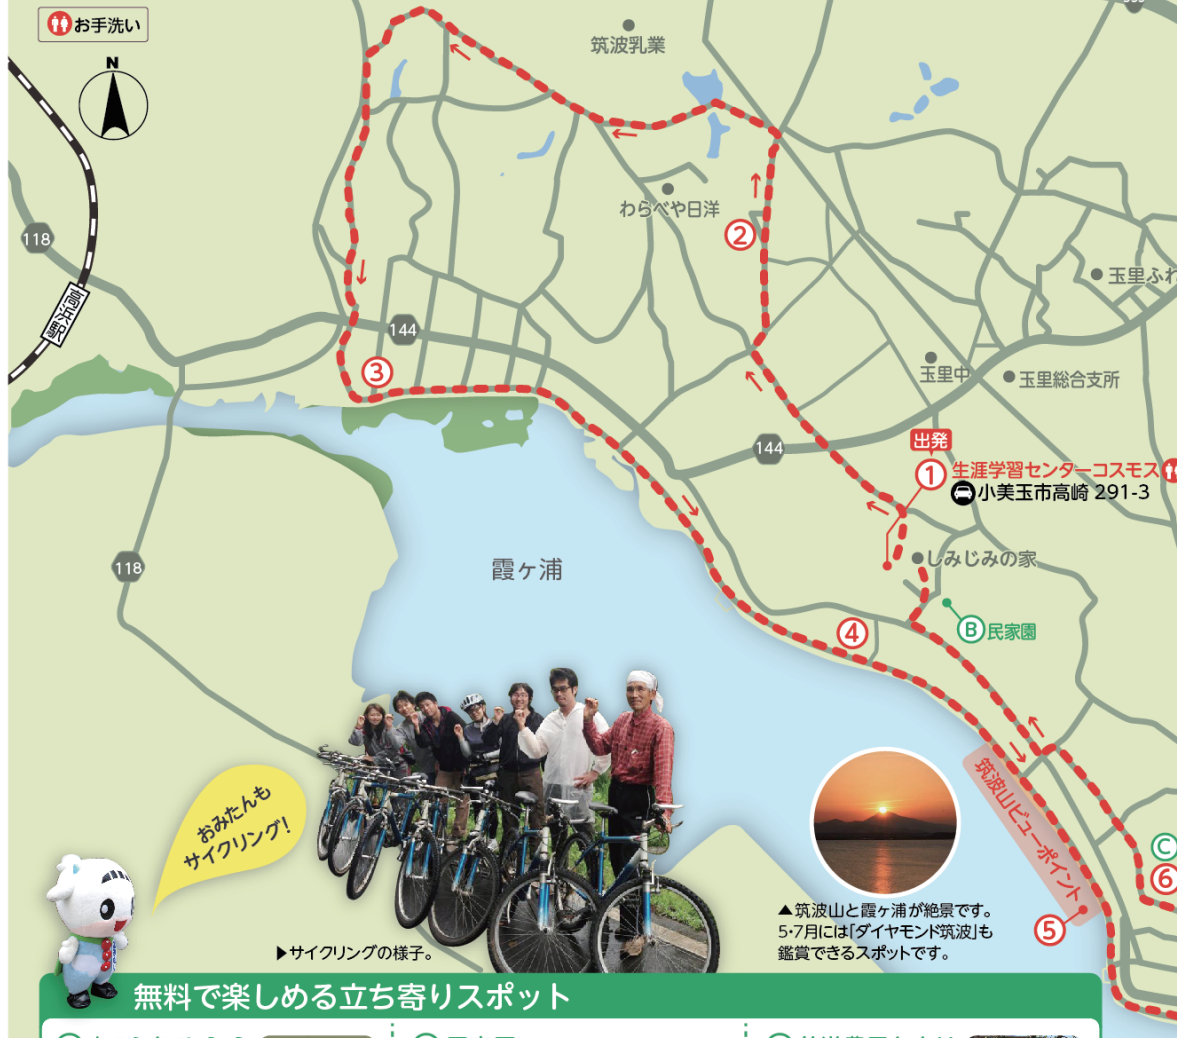 お手洗い
N
118
高浜駅
筑波乳業
わらべや日洋
②
玉里ふれ
144
③
玉里中
玉里総合支所
144
出発
① 生涯学習センターコスモス
小美玉市高崎 291-3
118
霞ヶ浦
しみじみの家
④
B 民家園
筑波山ビューポイント
C
⑥
⑤
おみたんも
サイクリング!
▲筑波山と霞ヶ浦が絶景です。
5・7月には「ダイヤモンド筑波」も
鑑賞できるスポットです。
▶サイクリングの様子。
無料で楽しめる立ち寄りスポット